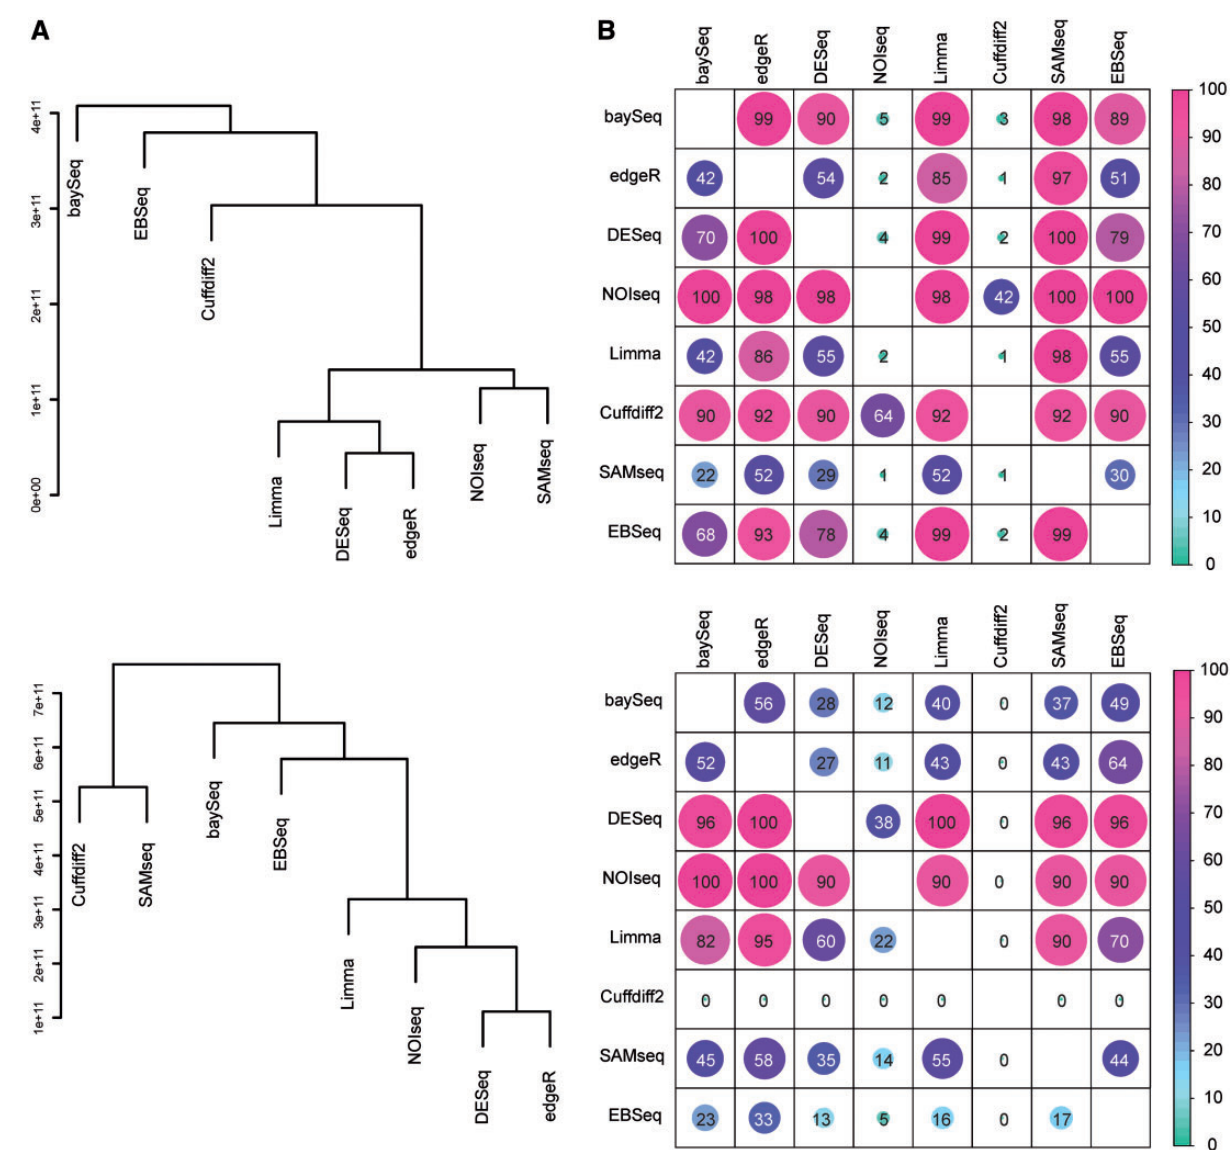 A
4e+11
3e+11
2e+11
1e+11
0e+00
baySeq
EBSeq
Cuffdiff2
Limma
DESeq
edgeR
NOIseq
SAMseq
B
baySeq edgeR DESeq NOIseq Limma Cuffdiff2 SAMseq EBSeq
baySeq 99 90 5 99 3 98 89
edgeR 42 54 2 85 1 97 51
DESeq 70 100 4 99 2 100 79
NOIseq 100 98 98 98 42 100 100
Limma 42 86 55 2 1 98 55
Cuffdiff2 90 92 90 64 92 92 90
SAMseq 22 52 29 1 52 1 30
EBSeq 68 93 78 4 99 2 99
100
90
80
70
60
50
40
30
20
10
0
7e+11
6e+11
5e+11
4e+11
3e+11
2e+11
1e+11
Cuffdiff2
SAMseq
baySeq
EBSeq
Limma
NOIseq
DESeq
edgeR
baySeq edgeR DESeq NOIseq Limma Cuffdiff2 SAMseq EBSeq
baySeq 56 28 12 40 0 37 49
edgeR 52 27 11 43 0 43 64
DESeq 96 100 38 100 0 96 96
NOIseq 100 100 90 90 0 90 90
Limma 82 95 60 22 0 90 70
Cuffdiff2 0 0 0 0 0 0 0
SAMseq 45 58 35 14 55 0 44
EBSeq 23 33 13 5 16 0 17
100
90
80
70
60
50
40
30
20
10
0